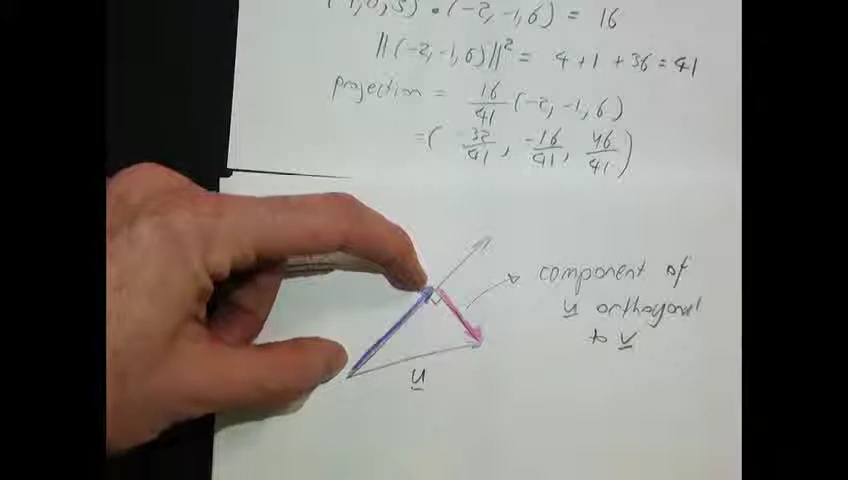 (-1,0,3) • (-2,-1,6) = 16
||(-2,-1,6)||² = 4+1+36=41
projection = 16/41 (-2,-1,6)
=( -32/41, -16/41, 46/41 )
component of
u orthogonal
to v
u